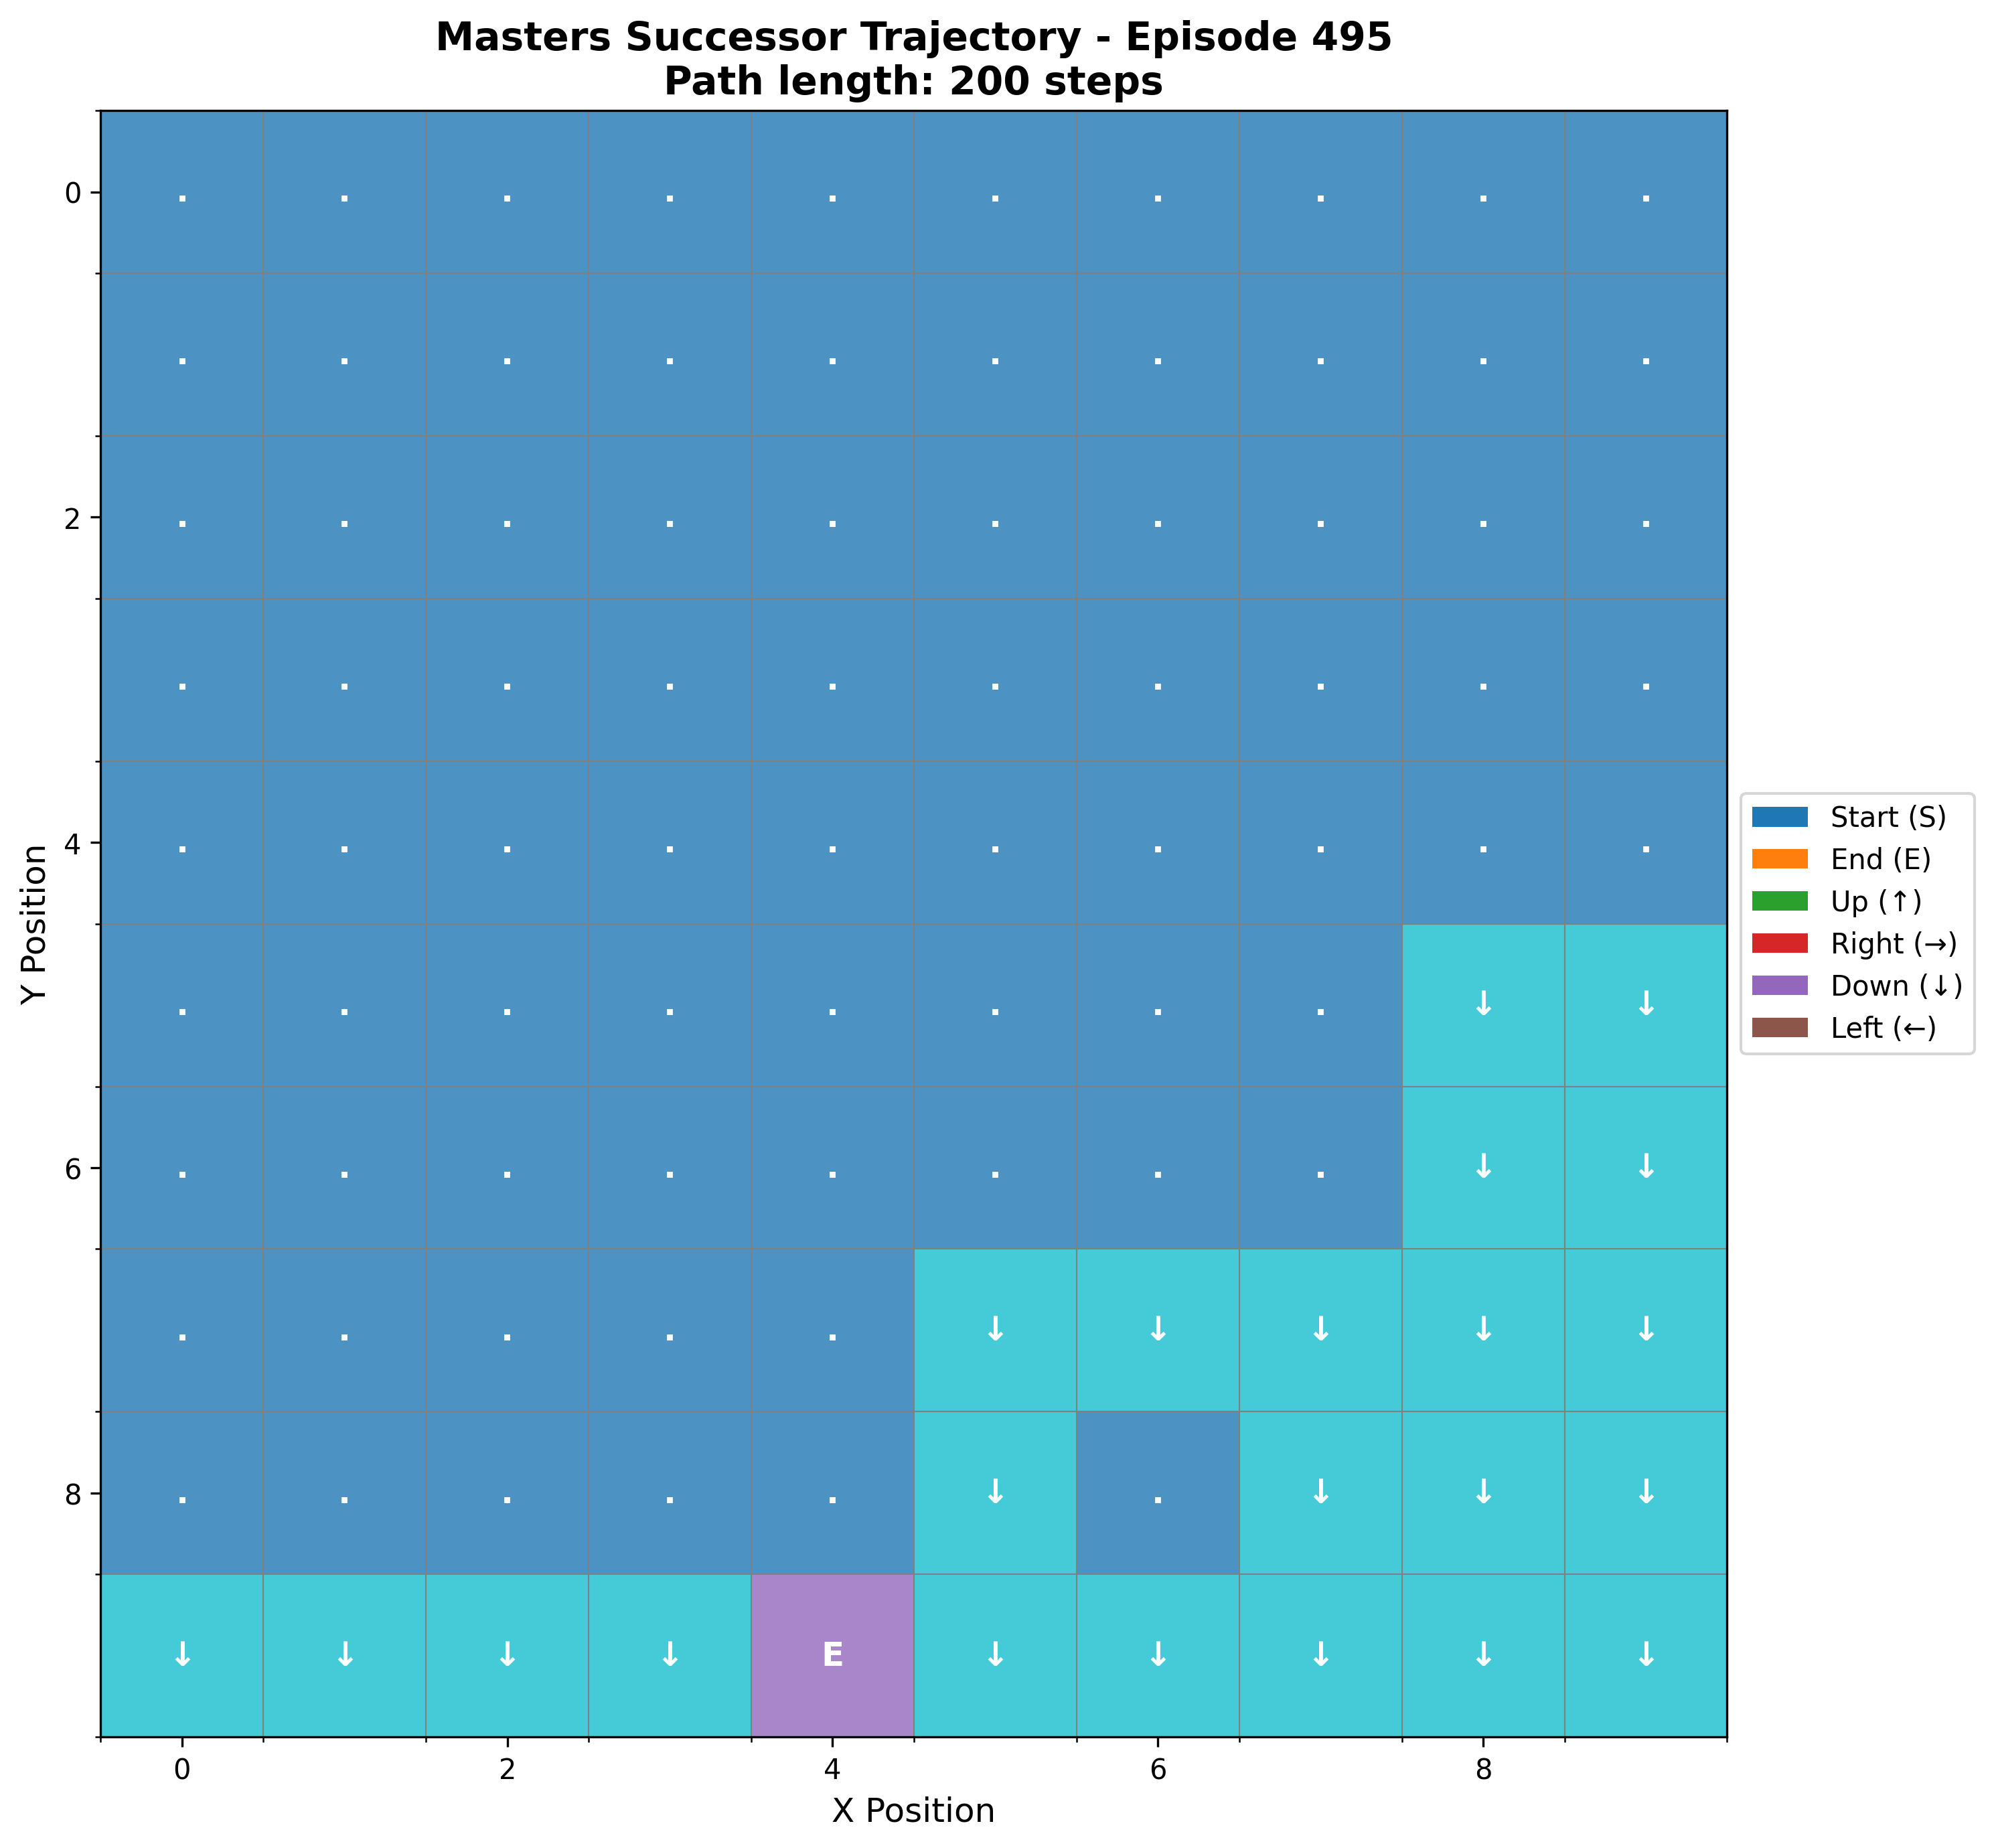 Masters Successor Trajectory - Episode 495
Path length: 200 steps
0
. . . . . . . . . .
. . . . . . . . . .
2
. . . . . . . . . .
. . . . . . . . . .
4
. . . . . . . . . .
. . . . . . . . ↓ ↓
6
. . . . . . . . ↓ ↓
. . . . . ↓ ↓ ↓ ↓ ↓
8
. . . . . ↓ . ↓ ↓ ↓
↓ ↓ ↓ ↓ E ↓ ↓ ↓ ↓ ↓
0 2 4 6 8
X Position
Y Position
Start (S)
End (E)
Up (↑)
Right (→)
Down (↓)
Left (←)